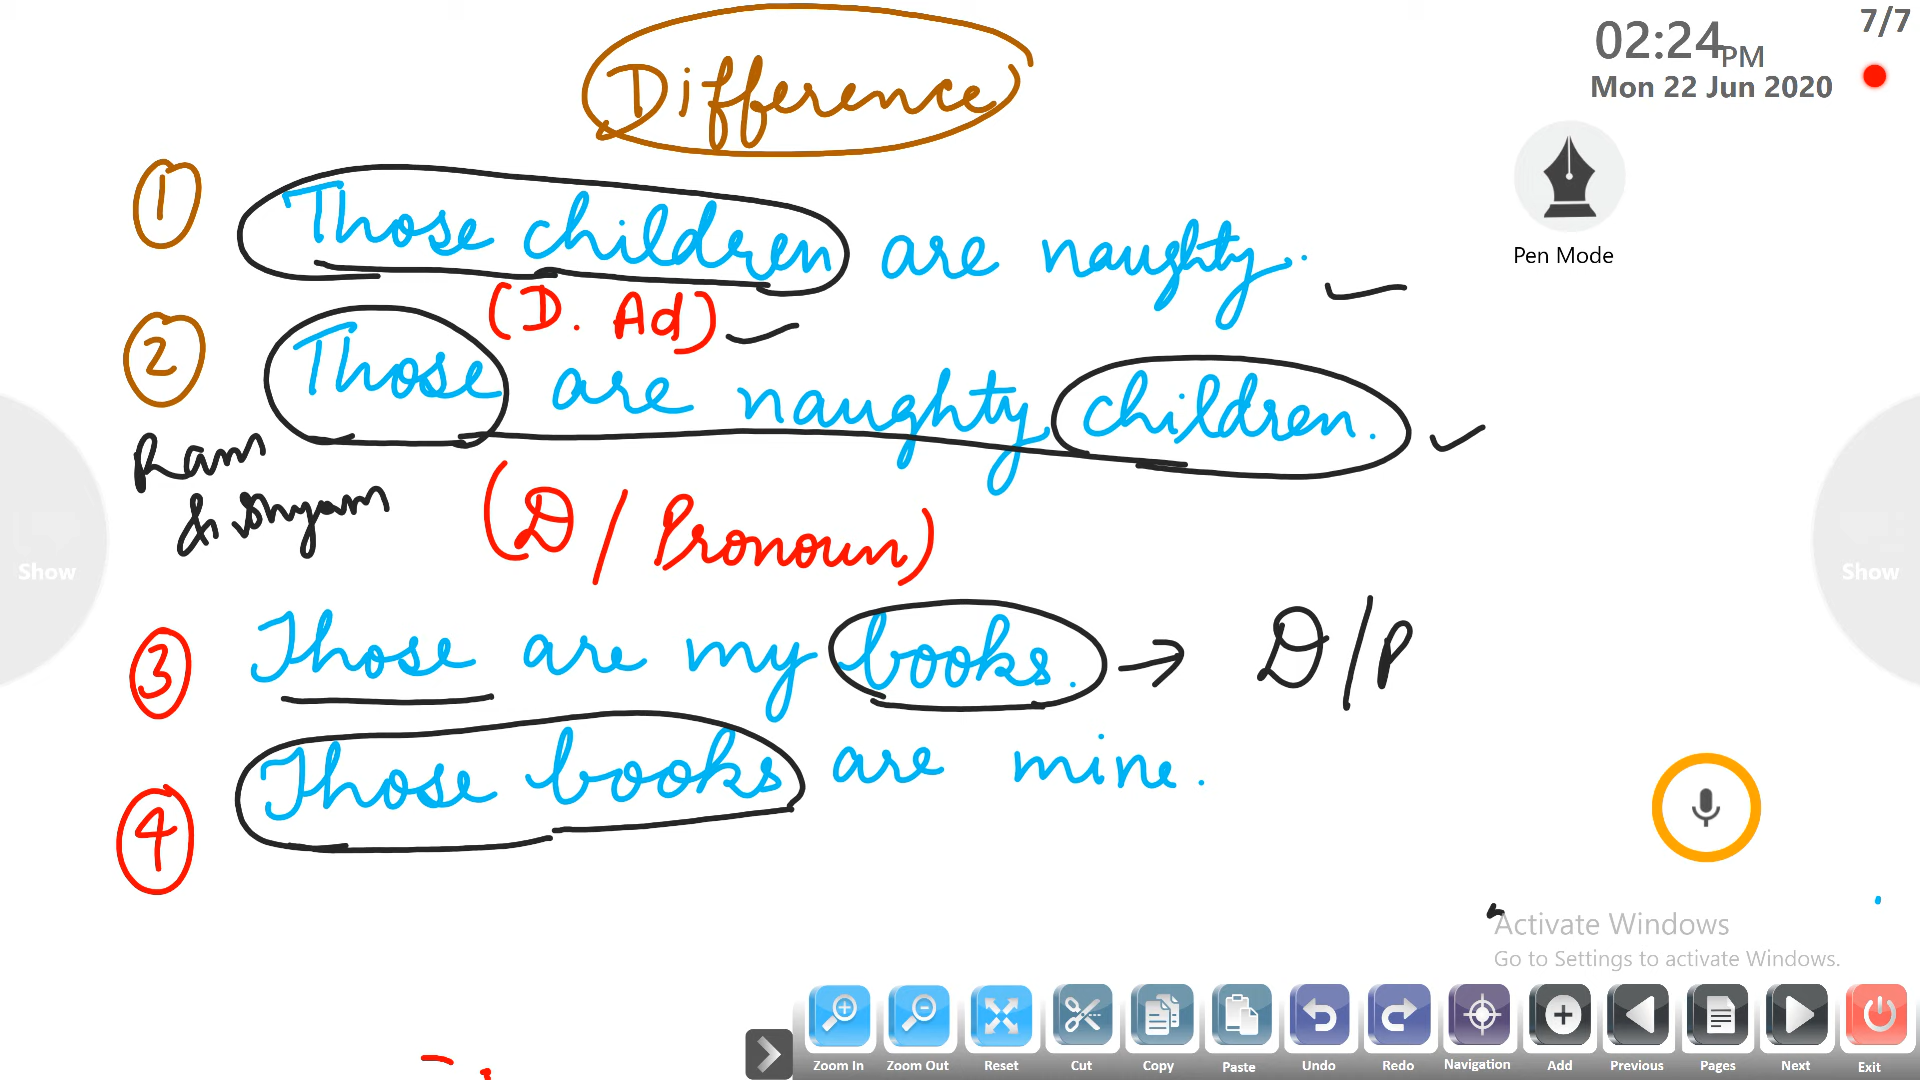 7/7
02:24 PM
Mon 22 Jun 2020
Difference
Pen Mode
1 Those children are naughty.
(D. Ad)
2 Those are naughty children.
Ram
& Shyam
(D/Pronoun)
3 Those are my books. → D/P
4 Those books are mine.
Show
Show
Activate Windows
Go to Settings to activate Windows.
Zoom In Zoom Out Reset Cut Copy Paste Undo Redo Navigation Add Previous Pages Next Exit